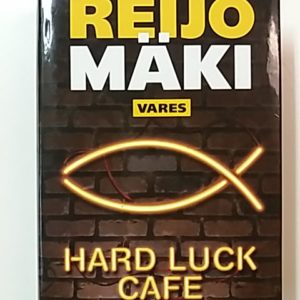 REIJO
MÄKI
VARES
HARD LUCK
CAFE